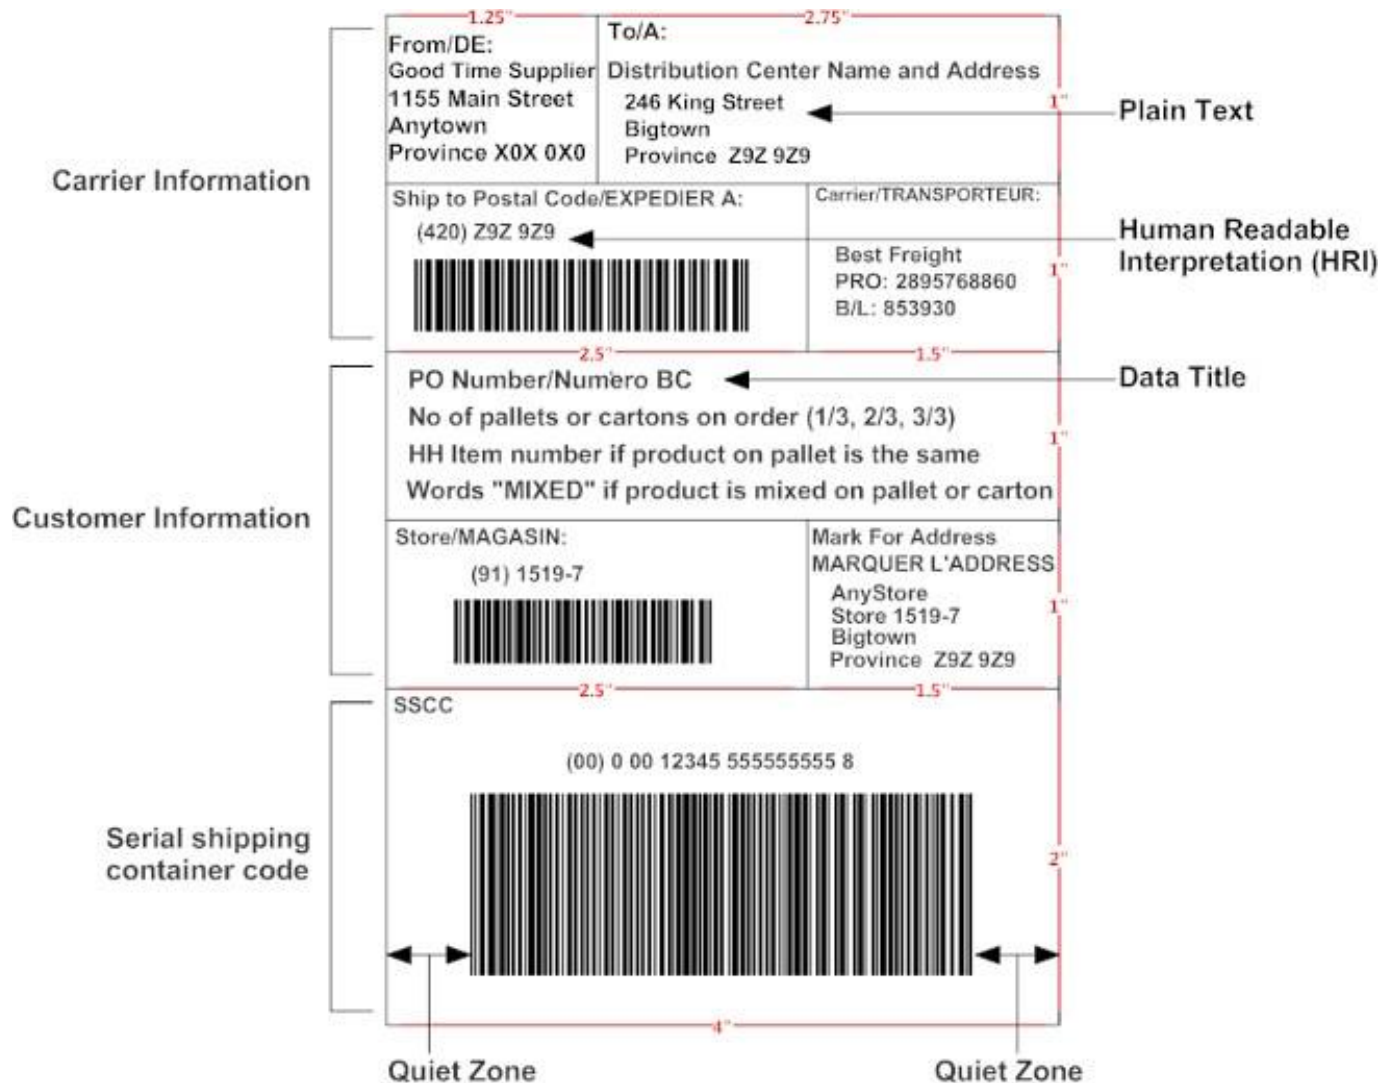 1.25"
2.75"
From/DE:
Good Time Supplier
1155 Main Street
Anytown
Province X0X 0X0
To/A:
Distribution Center Name and Address
246 King Street
Bigtown
Province Z9Z 9Z9
1"
Plain Text
Carrier Information
Ship to Postal Code/EXPEDIER A:
(420) Z9Z 9Z9
Carrier/TRANSPORTEUR:
Best Freight
PRO: 2895768860
B/L: 853930
1"
Human Readable
Interpretation (HRI)
2.5"
1.5"
PO Number/Numero BC
No of pallets or cartons on order (1/3, 2/3, 3/3)
HH Item number if product on pallet is the same
Words "MIXED" if product is mixed on pallet or carton
1"
Data Title
Customer Information
Store/MAGASIN:
(91) 1519-7
Mark For Address
MARQUER L'ADDRESS
AnyStore
Store 1519-7
Bigtown
Province Z9Z 9Z9
1"
2.5"
1.5"
SSCC
(00) 0 00 12345 5555555555 8
Serial shipping
container code
2"
4"
Quiet Zone
Quiet Zone